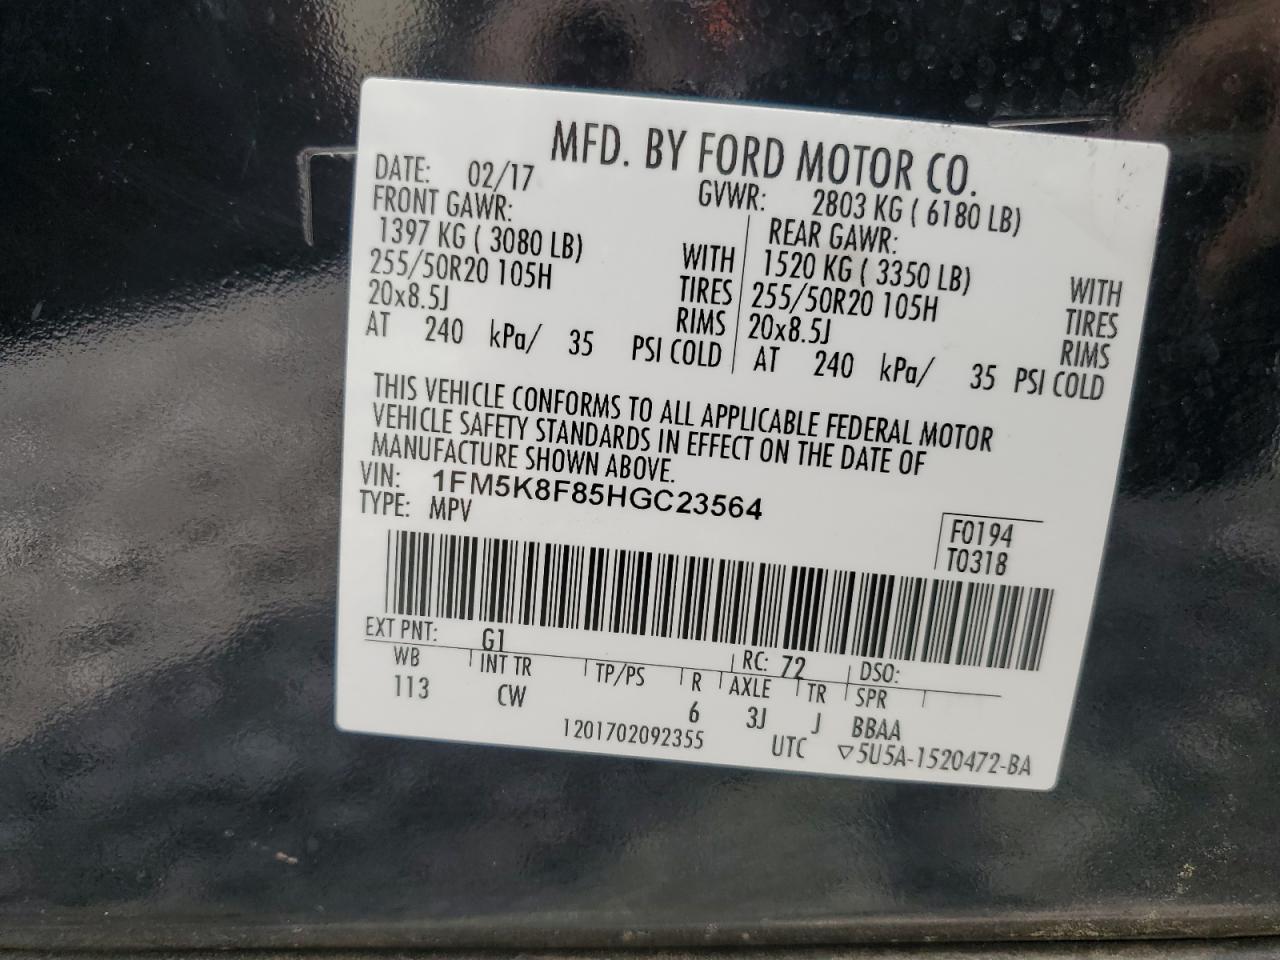 MFD. BY FORD MOTOR CO.
DATE: 02/17 GVWR: 2803 KG ( 6180 LB)
FRONT GAWR: REAR GAWR:
1397 KG ( 3080 LB) WITH 1520 KG ( 3350 LB) WITH
255/50R20 105H TIRES 255/50R20 105H TIRES
20x8.5J RIMS 20x8.5J RIMS
AT 240 kPa/ 35 PSI COLD AT 240 kPa/ 35 PSI COLD
THIS VEHICLE CONFORMS TO ALL APPLICABLE FEDERAL MOTOR
VEHICLE SAFETY STANDARDS IN EFFECT ON THE DATE OF
MANUFACTURE SHOWN ABOVE.
VIN: 1FM5K8F85HGC23564
TYPE: MPV
F0194
T0318
EXT PNT: G1 RC: 72 DSO:
WB INT TR TP/PS R AXLE TR SPR
113 CW 6 3J J BBAA
1201702092355 UTC ▽5U5A-1520472-BA